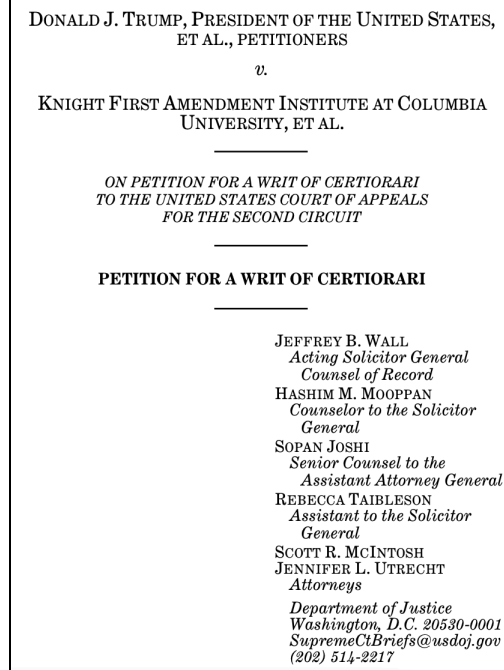 DONALD J. TRUMP, PRESIDENT OF THE UNITED STATES,
ET AL., PETITIONERS
v.
KNIGHT FIRST AMENDMENT INSTITUTE AT COLUMBIA
UNIVERSITY, ET AL.
ON PETITION FOR A WRIT OF CERTIORARI
TO THE UNITED STATES COURT OF APPEALS
FOR THE SECOND CIRCUIT
PETITION FOR A WRIT OF CERTIORARI
JEFFREY B. WALL
Acting Solicitor General
Counsel of Record
HASHIM M. MOOPPAN
Counselor to the Solicitor
General
SOPAN JOSHI
Senior Counsel to the
Assistant Attorney General
REBECCA TAIBLESON
Assistant to the Solicitor
General
SCOTT R. MCINTOSH
JENNIFER L. UTRECHT
Attorneys
Department of Justice
Washington, D.C. 20530-0001
SupremeCtBriefs@usdoj.gov
(202) 514-2217